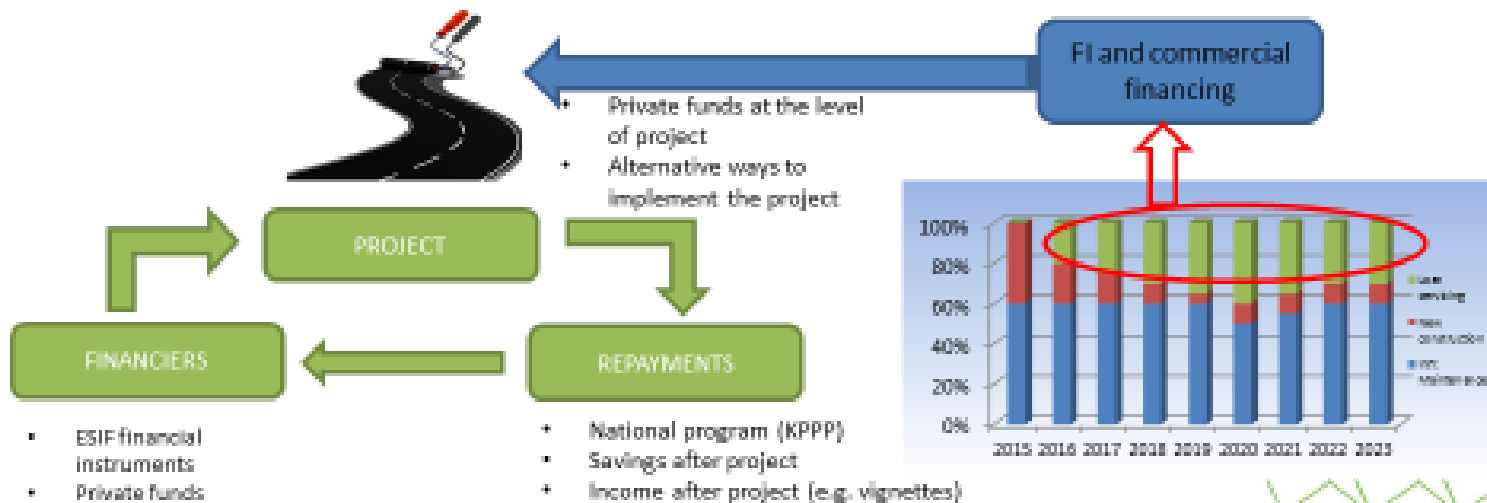 FI and commercial
financing
• Private funds at the level
of project
• Alternative ways to
implement the project
PROJECT
FINANCIERS
REPAYMENTS
• ESIF financial
instruments
• Private funds
• National program (KPPP)
• Savings after project
• Income after project (e.g. vignettes)
100%
80%
60%
40%
20%
0%
2015 2016 2017 2018 2019 2020 2021 2022 2023
construction